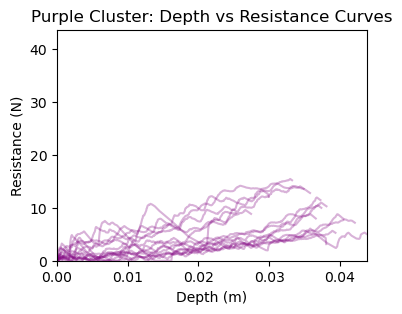 Purple Cluster: Depth vs Resistance Curves
Resistance (N)
40
30
20
10
0
0.00 0.01 0.02 0.03 0.04
Depth (m)